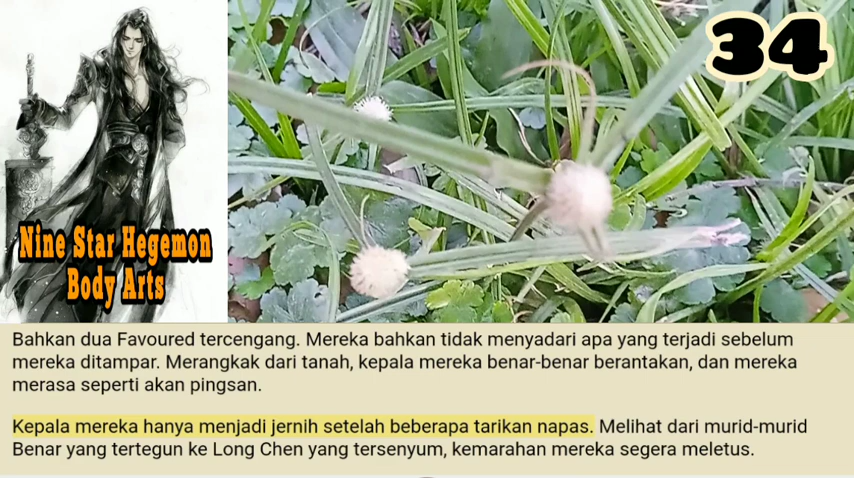 34
Nine Star Hegemon
Body Arts
Bahkan dua Favoured tercengang. Mereka bahkan tidak menyadari apa yang terjadi sebelum
mereka ditampar. Merangkak dari tanah, kepala mereka benar-benar berantakan, dan mereka
merasa seperti akan pingsan.
Kepala mereka hanya menjadi jernih setelah beberapa tarikan napas. Melihat dari murid-murid
Benar yang tertegun ke Long Chen yang tersenyum, kemarahan mereka segera meletus.